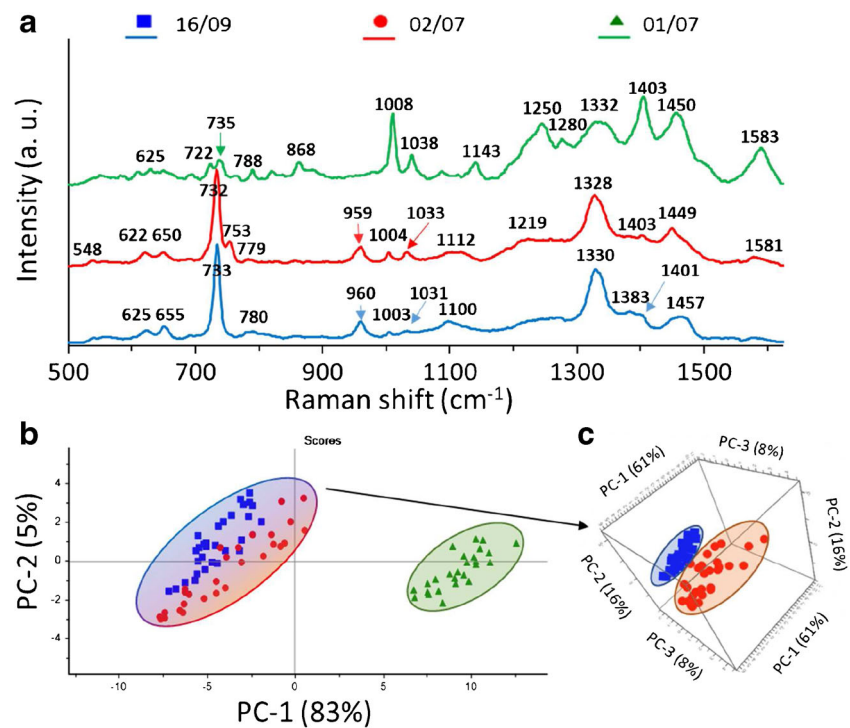 a
16/09 02/07 01/07
Intensity (a. u.)
625 722 735 788 868 1008 1038 1143 1250 1280 1332 1403 1450 1583
548 622 650 732 753 779 959 1004 1033 1112 1219 1328 1403 1449 1581
625 655 733 780 960 1003 1031 1100 1330 1383 1401 1457
500 700 900 1100 1300 1500
Raman shift (cm-1)
b
Scores
PC-2 (5%)
4
2
0
-2
-4
-10 -5 0 5 10
PC-1 (83%)
c
PC-1 (61%)
PC-3 (8%)
PC-2 (16%)
PC-2 (16%)
PC-3 (8%)
PC-1 (61%)